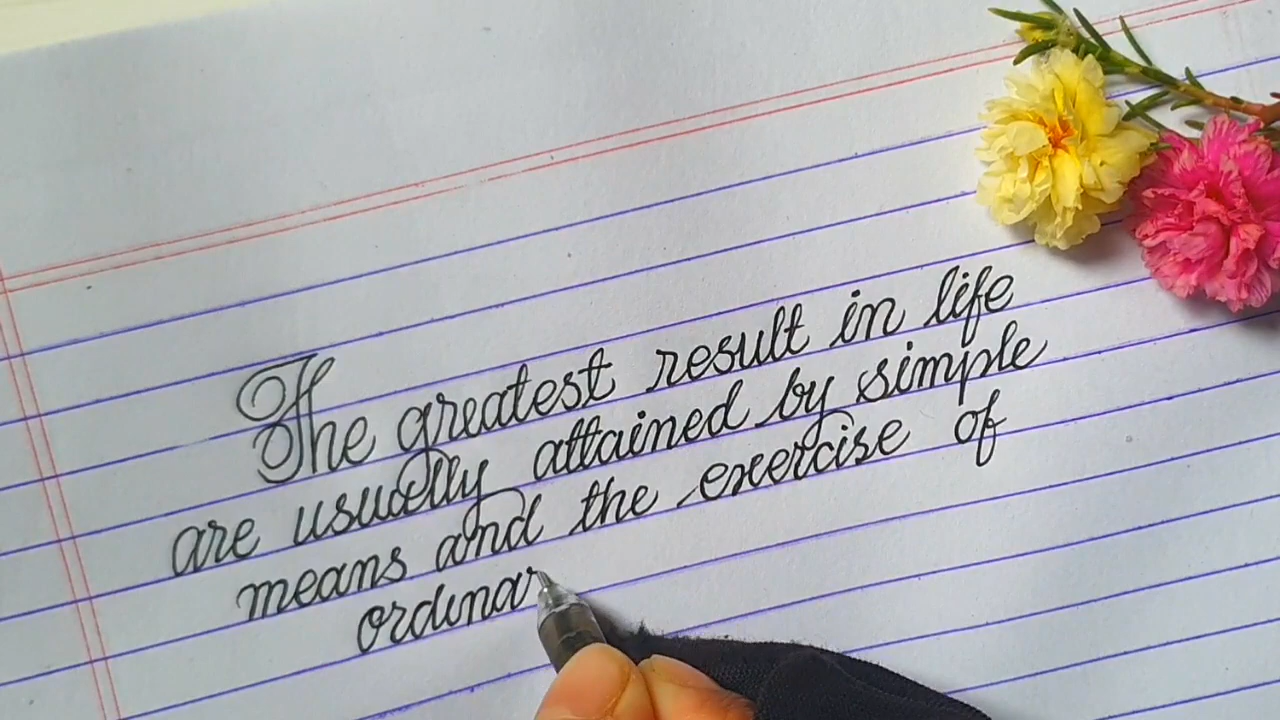 The greatest result in life
are usually attained by simple
means and the exercise of
ordinar